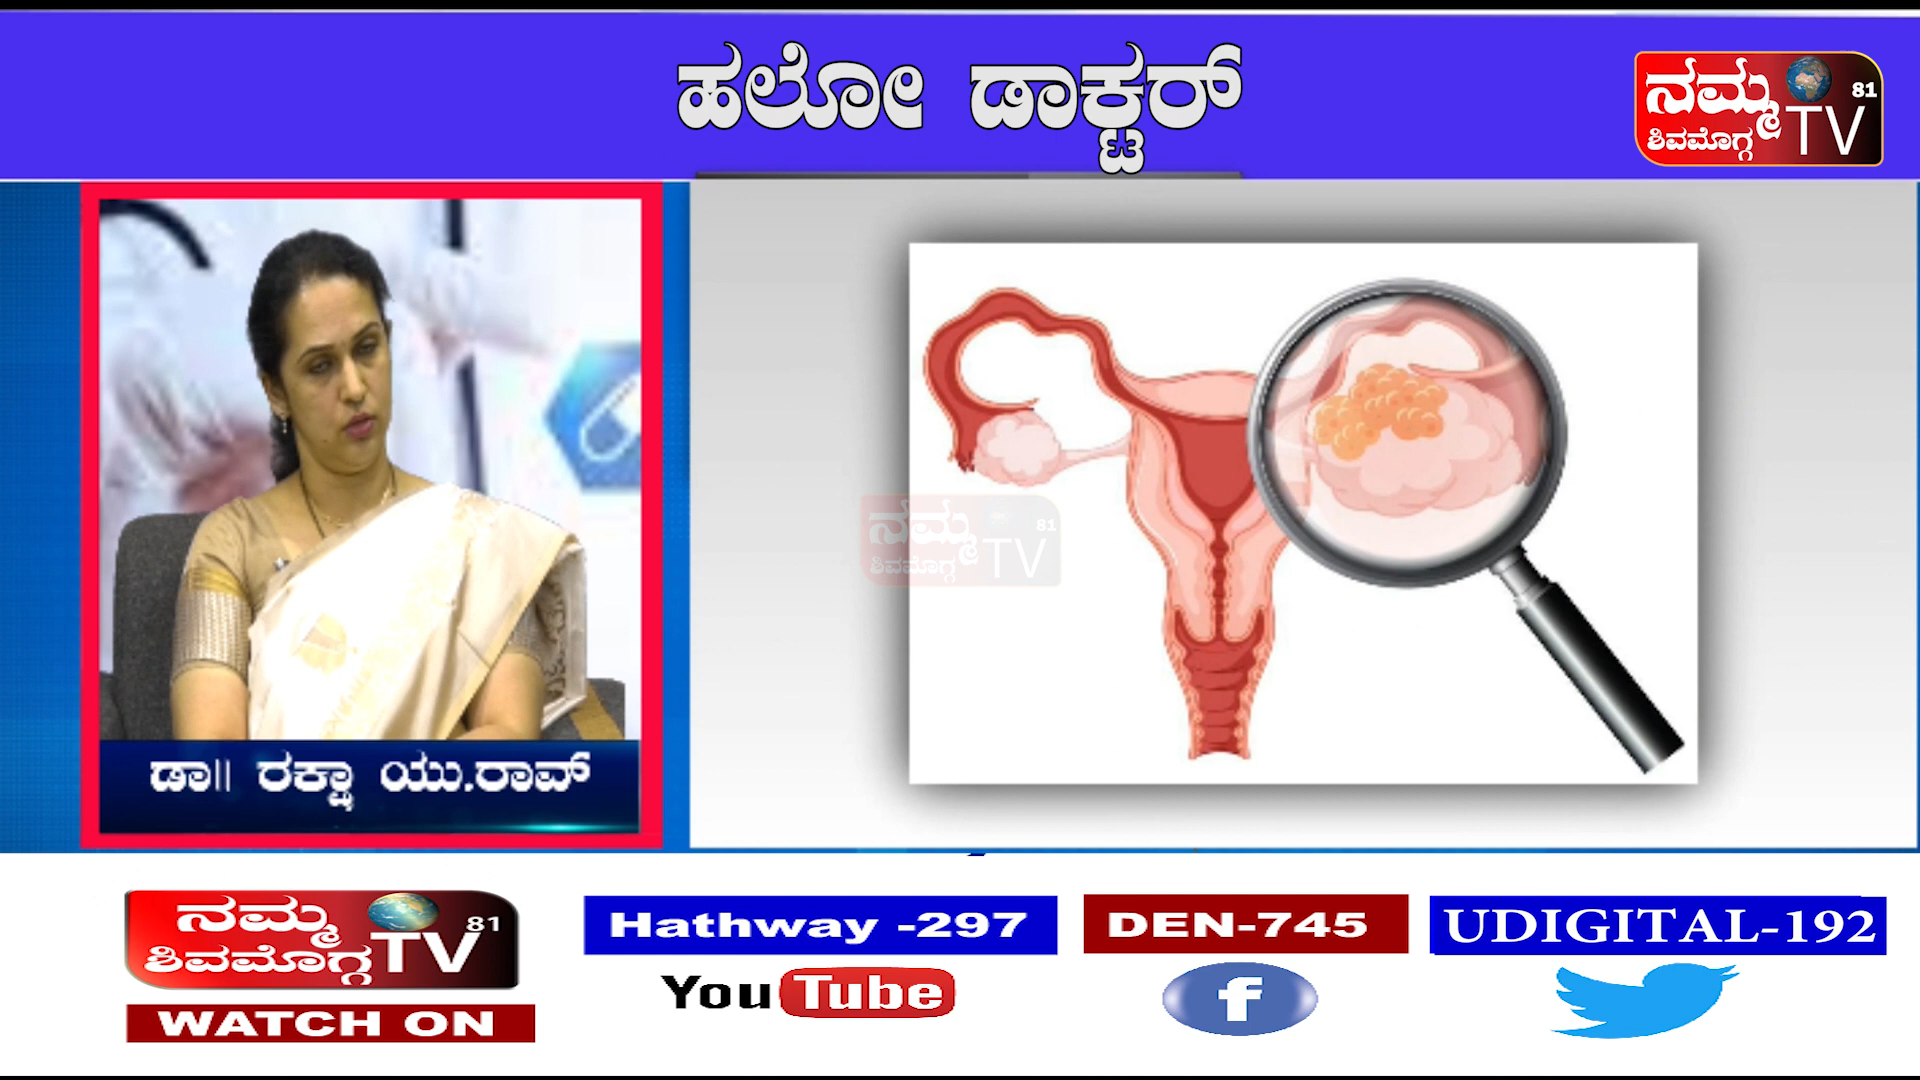 ಹಲೋ ಡಾಕ್ಟರ್
ನಮ್ಮ
ಶಿವಮೊಗ್ಗ
TV
81
ನಮ್ಮ
ಶಿವಮೊಗ್ಗ
TV
81
ಡಾ|| ರಕ್ಷಾ ಯು.ರಾವ್
ನಮ್ಮ
ಶಿವಮೊಗ್ಗ
TV
81
WATCH ON
Hathway -297
DEN-745
UDIGITAL-192
YouTube
f